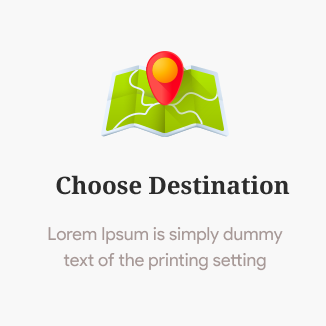 Choose Destination
Lorem Ipsum is simply dummy
text of the printing setting